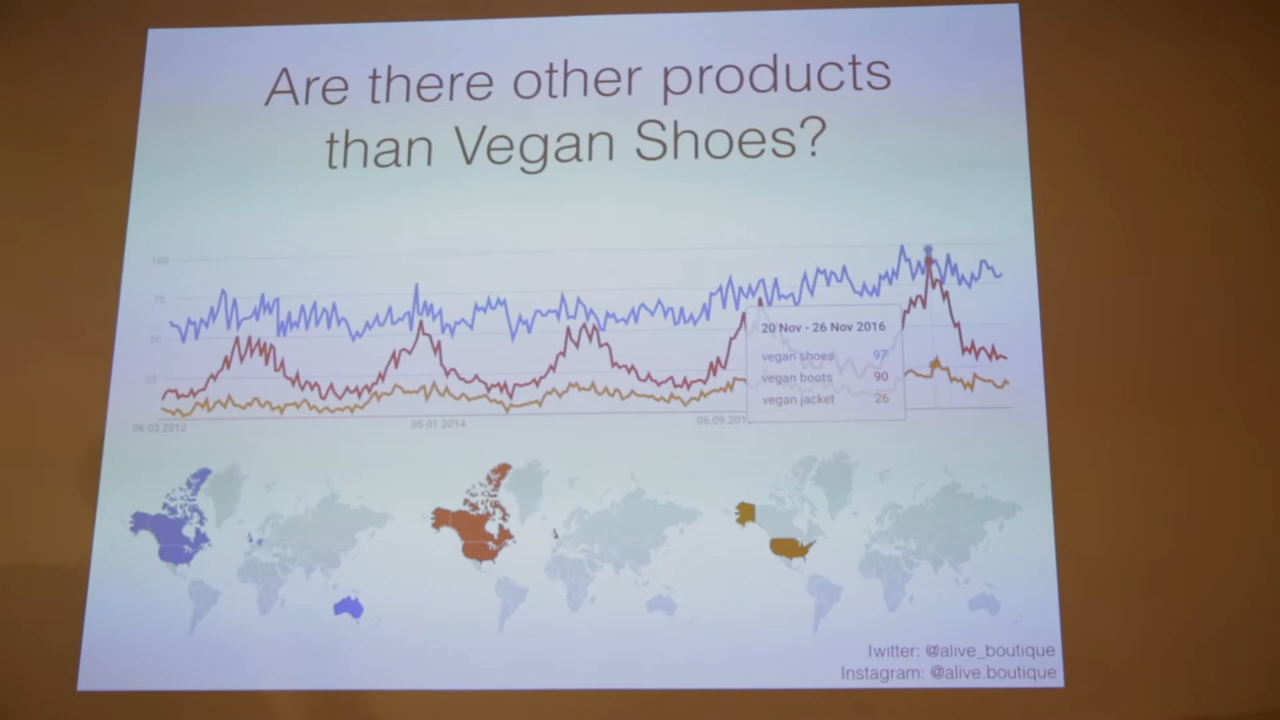 Are there other products
than Vegan Shoes?
100
75
50
25
06.05.2012
05.01.2014
06.09.201
20 Nov - 26 Nov 2016
vegan shoes 97
vegan boots 90
vegan jacket 26
Twitter: @alive_boutique
Instagram: @alive.boutique